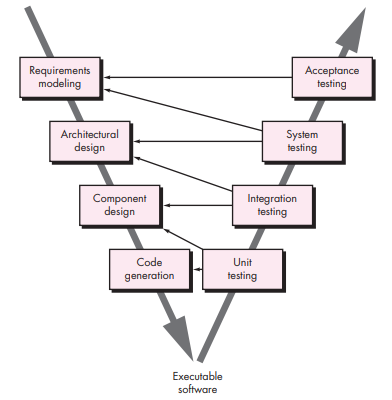 Requirements
modeling
Acceptance
testing
Architectural
design
System
testing
Component
design
Integration
testing
Code
generation
Unit
testing
Executable
software